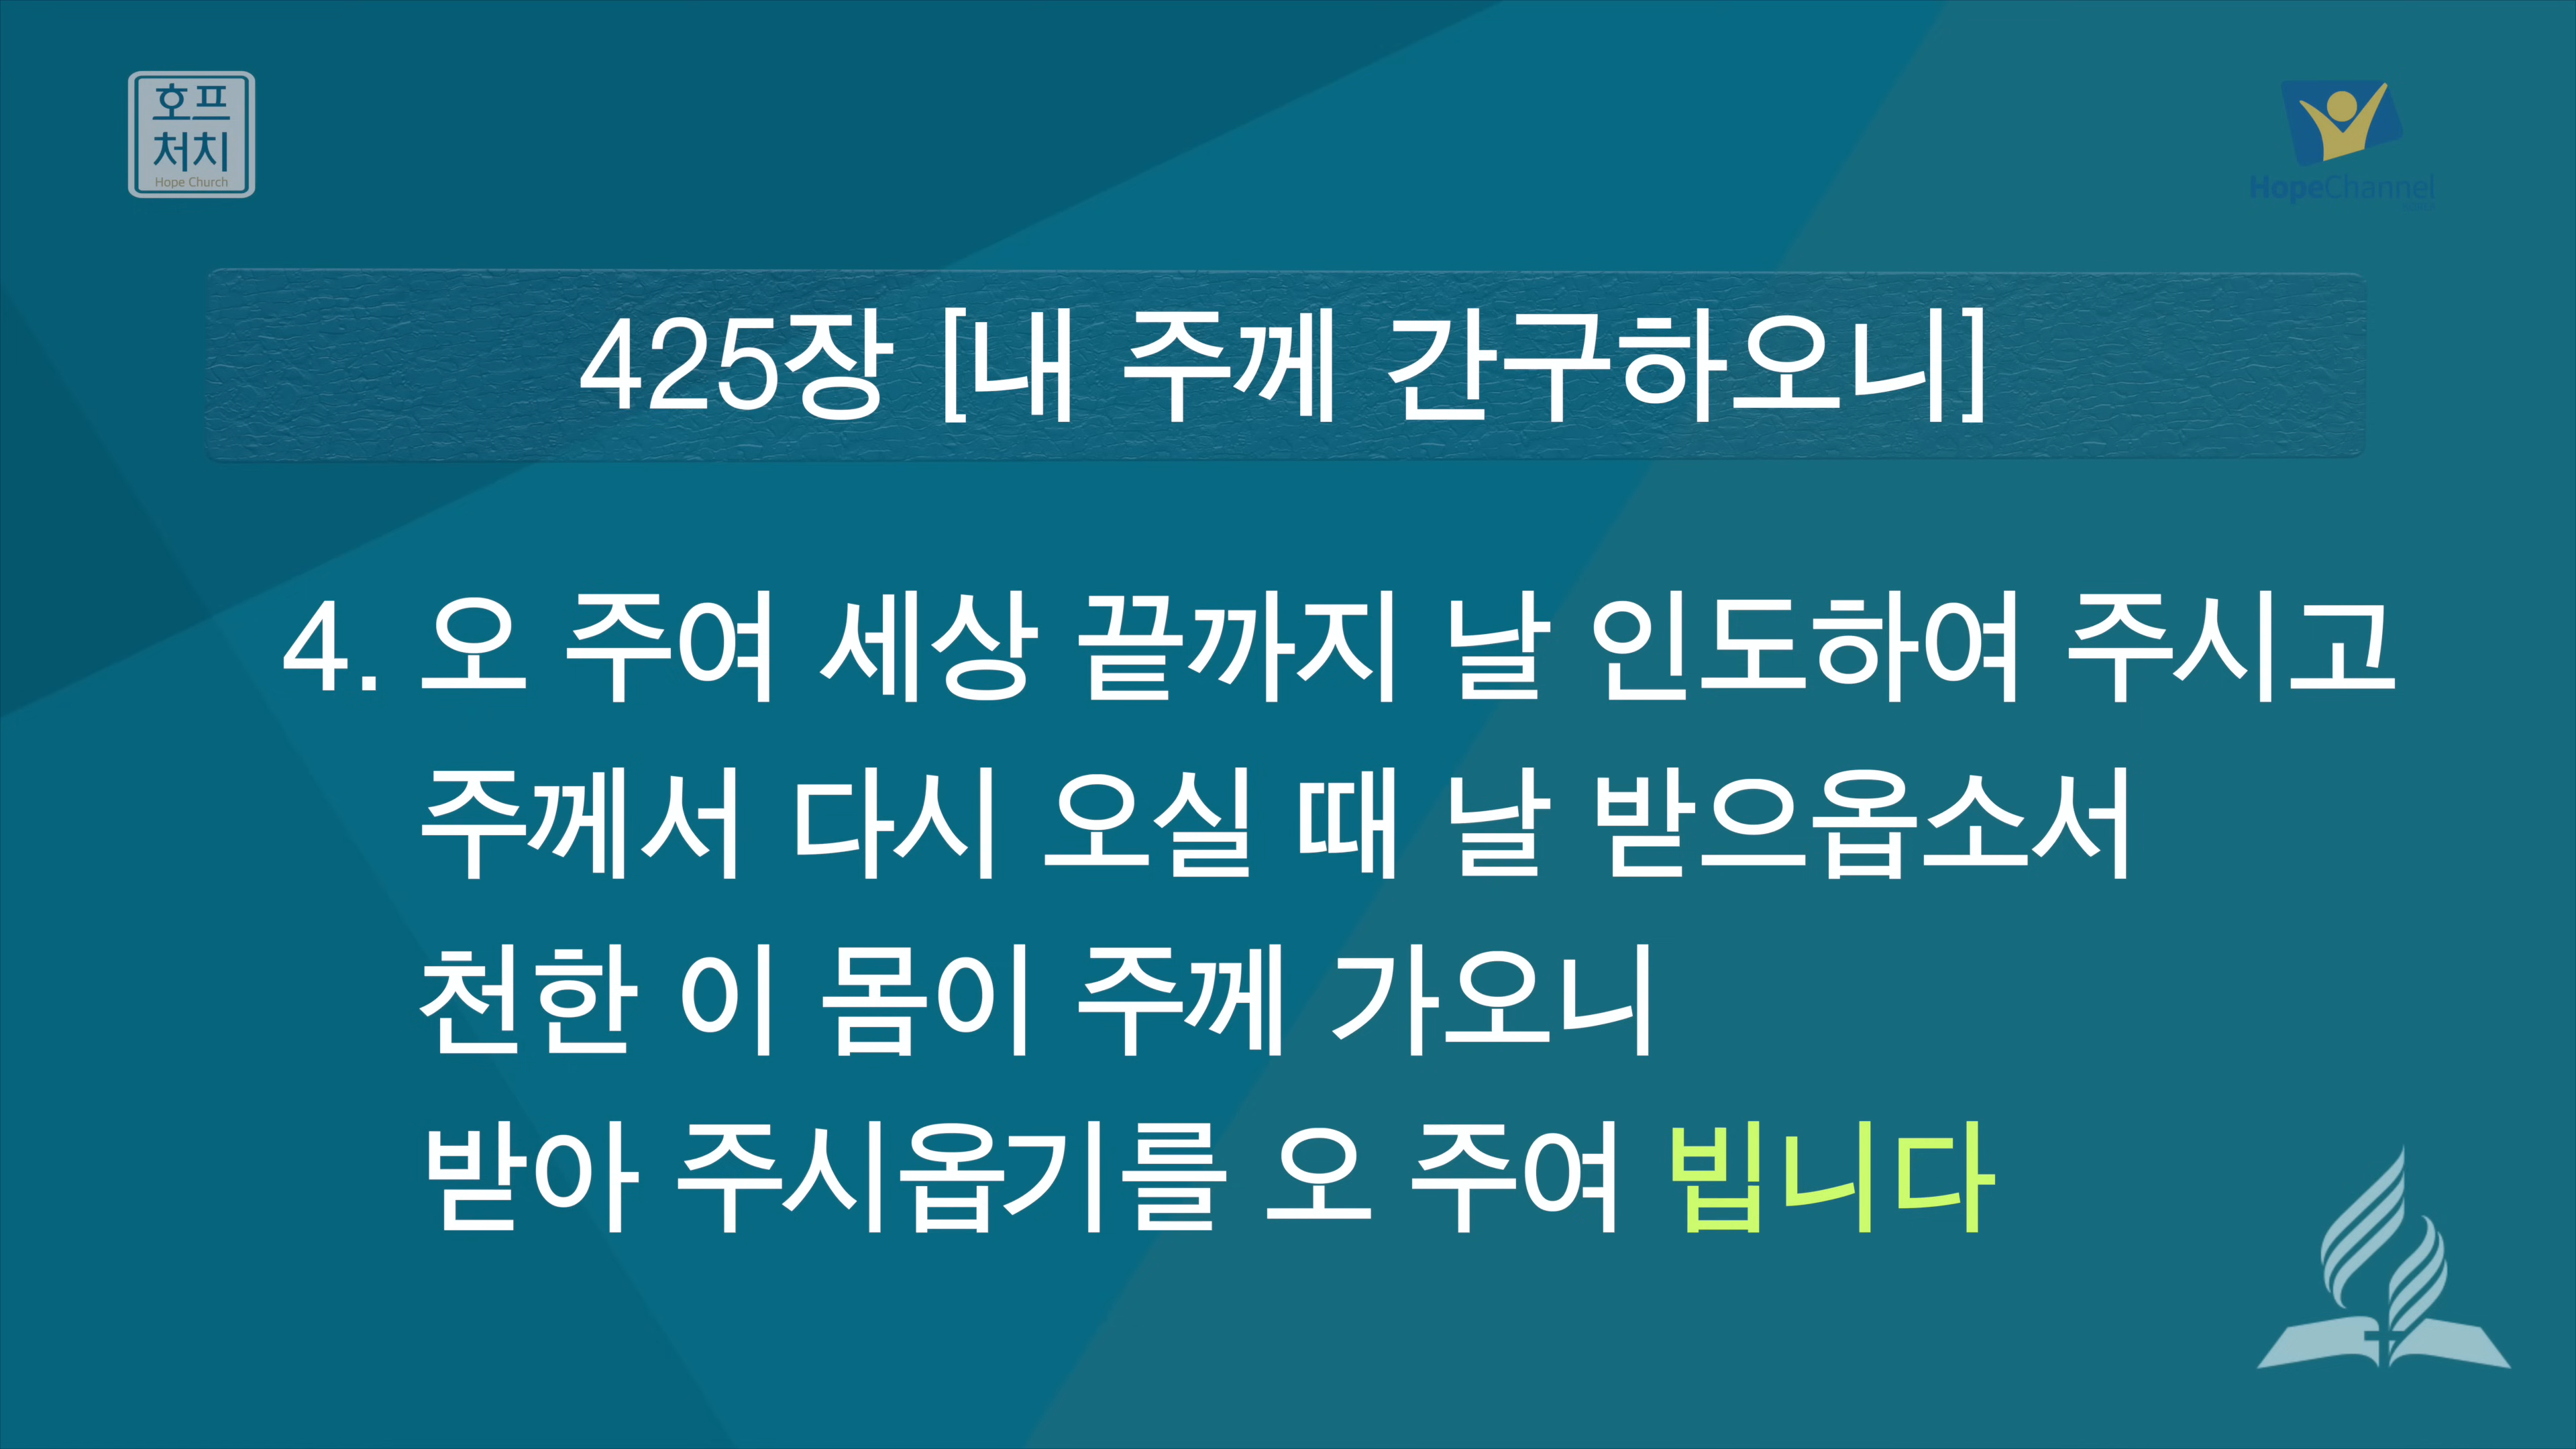 호프
처치
Hope Church
HopeChannel
425장 [내 주께 간구하오니]
4. 오 주여 세상 끝까지 날 인도하여 주시고
주께서 다시 오실 때 날 받으옵소서
천한 이 몸이 주께 가오니
받아 주시옵기를 오 주여 빕니다